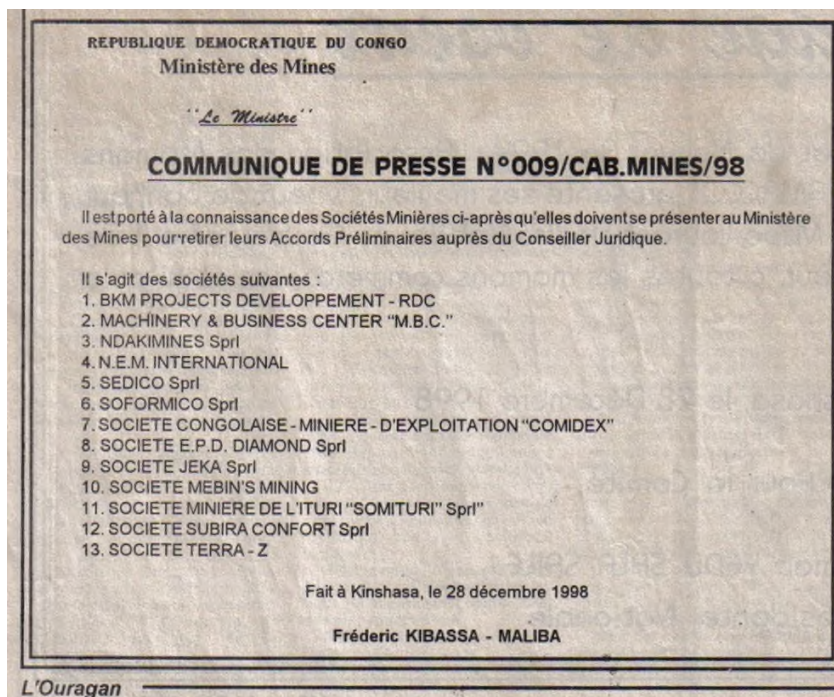 REPUBLIQUE DEMOCRATIQUE DU CONGO
Ministère des Mines
"Le Ministre"
COMMUNIQUE DE PRESSE N°009/CAB.MINES/98
Il est porté à la connaissance des Sociétés Minières ci-après qu'elles doivent se présenter au Ministère
des Mines pour retirer leurs Accords Préliminaires auprès du Conseiller Juridique.
Il s'agit des sociétés suivantes :
1. BKM PROJECTS DEVELOPPEMENT - RDC
2. MACHINERY & BUSINESS CENTER "M.B.C."
3. NDAKIMINES Sprl
4. N.E.M. INTERNATIONAL
5. SEDICO Sprl
6. SOFORMICO Sprl
7. SOCIETE CONGOLAISE - MINIERE - D'EXPLOITATION "COMIDEX"
8. SOCIETE E.P.D. DIAMOND Sprl
9. SOCIETE JEKA Sprl
10. SOCIETE MEBIN'S MINING
11. SOCIETE MINIERE DE L'ITURI "SOMITURI" Sprl"
12. SOCIETE SUBIRA CONFORT Sprl
13. SOCIETE TERRA - Z
Fait à Kinshasa, le 28 décembre 1998
Fréderic KIBASSA - MALIBA
L'Ouragan